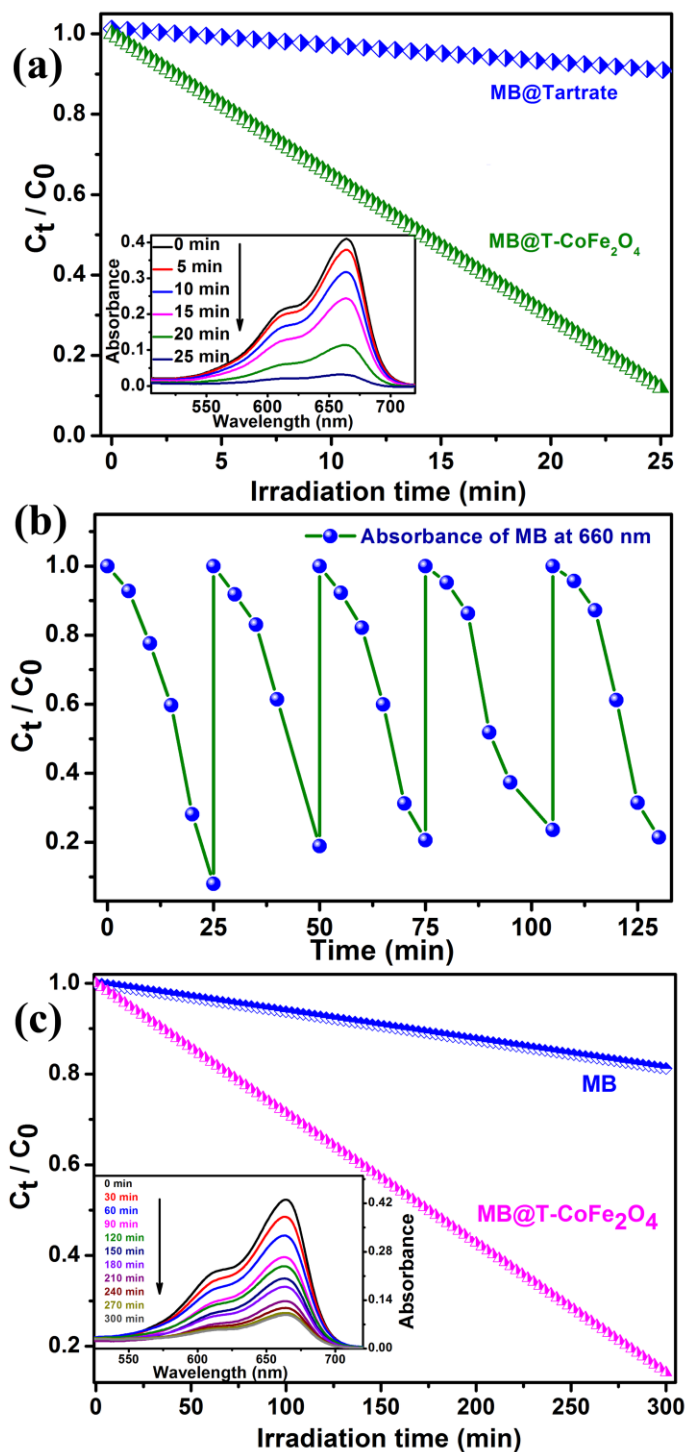 (a)
1.0
0.8
0.6
0.4
0.2
0.0
Ct / C0
MB@Tartrate
MB@T-CoFe2O4
0.4
0.3
0.2
0.1
0.0
Absorbance
0 min
5 min
10 min
15 min
20 min
25 min
550 600 650 700
Wavelength (nm)
0 5 10 15 20 25
Irradiation time (min)
(b)
Absorbance of MB at 660 nm
1.0
0.8
0.6
0.4
0.2
Ct / C0
0 25 50 75 100 125
Time (min)
(c)
1.0
0.8
0.6
0.4
0.2
Ct / C0
MB
MB@T-CoFe2O4
0 min
30 min
60 min
90 min
120 min
150 min
180 min
210 min
240 min
270 min
300 min
0.42
0.28
0.14
0.00
Absorbance
550 600 650 700
Wavelength (nm)
0 50 100 150 200 250 300
Irradiation time (min)